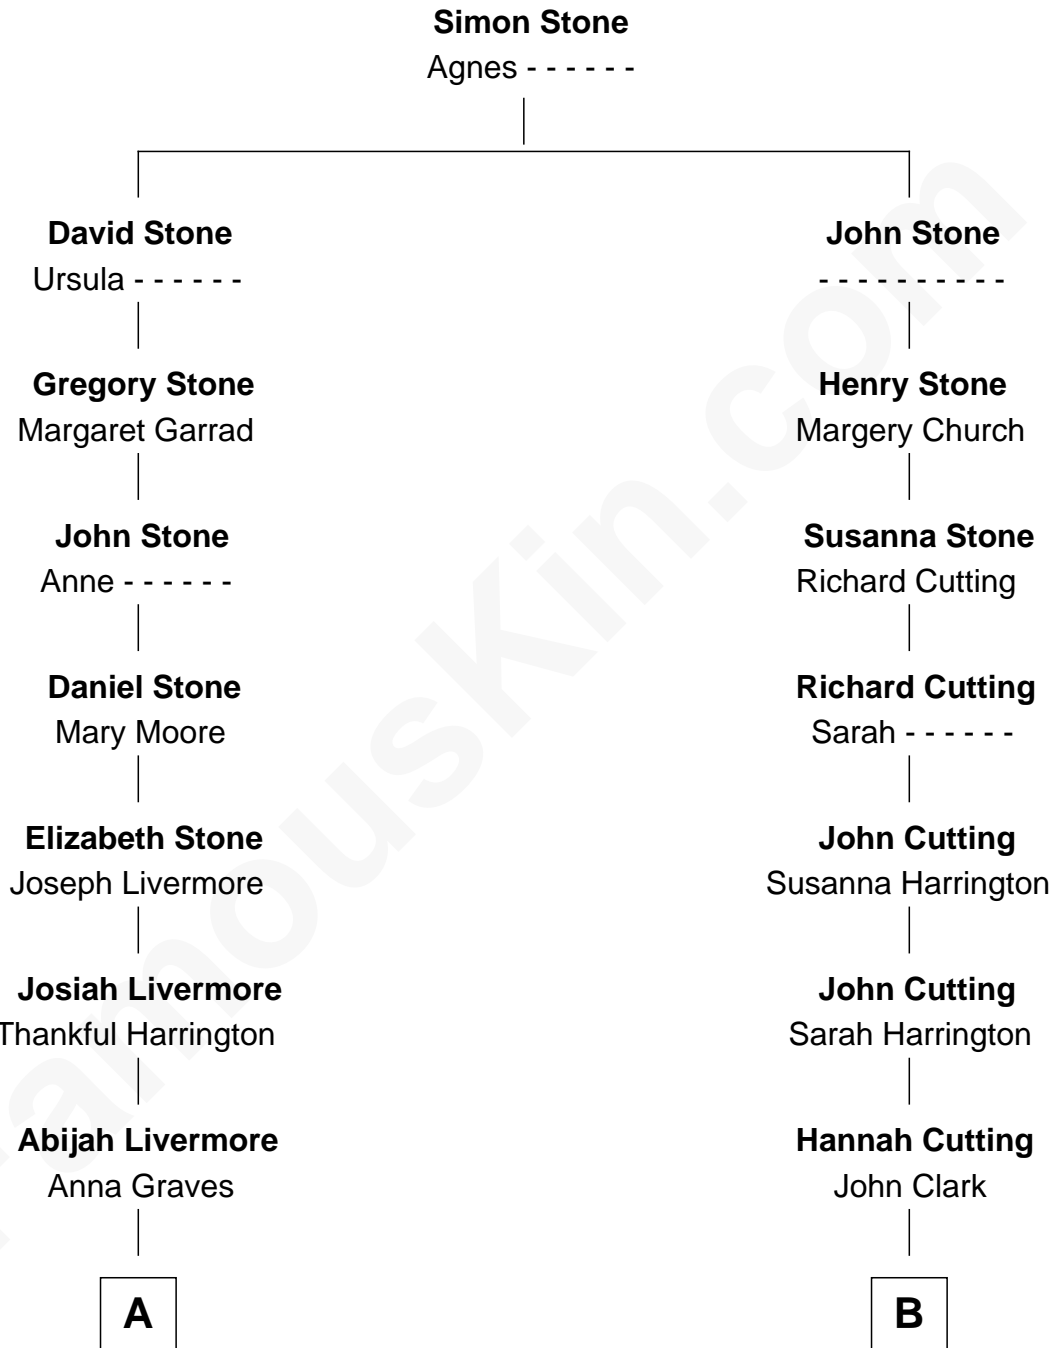 Simon Stone
Agnes - - - - - -
David Stone
Ursula - - - - - -
John Stone
- - - - - - - - - -
Gregory Stone
Margaret Garrad
Henry Stone
Margery Church
John Stone
Anne - - - - - -
Susanna Stone
Richard Cutting
Daniel Stone
Mary Moore
Richard Cutting
Sarah - - - - - -
Elizabeth Stone
Joseph Livermore
John Cutting
Susanna Harrington
Josiah Livermore
Thankful Harrington
John Cutting
Sarah Harrington
Abijah Livermore
Anna Graves
Hannah Cutting
John Clark
A
B
FamousKin.com